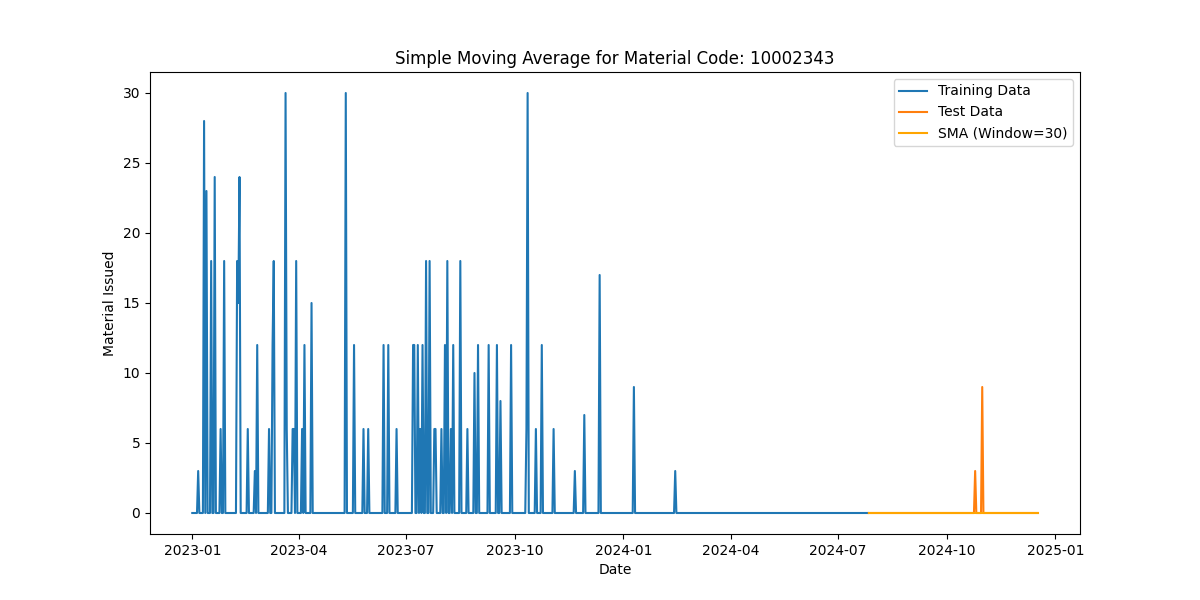 Simple Moving Average for Material Code: 10002343
Training Data
Test Data
SMA (Window=30)
Material Issued
30
25
20
15
10
5
0
2023-01 2023-04 2023-07 2023-10 2024-01 2024-04 2024-07 2024-10 2025-01
Date